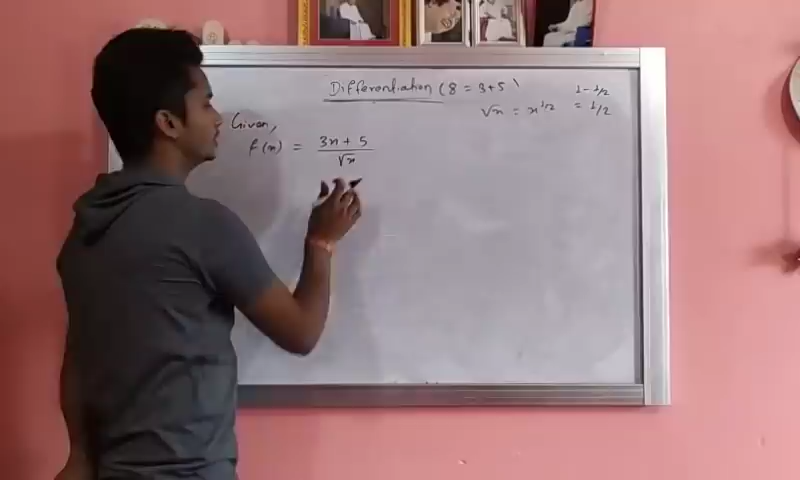 Differentiation (8 = 3+5)
√x = x^1/2
1 - 1/2
= 1/2
Given,
f(x) = 3x + 5 / √x